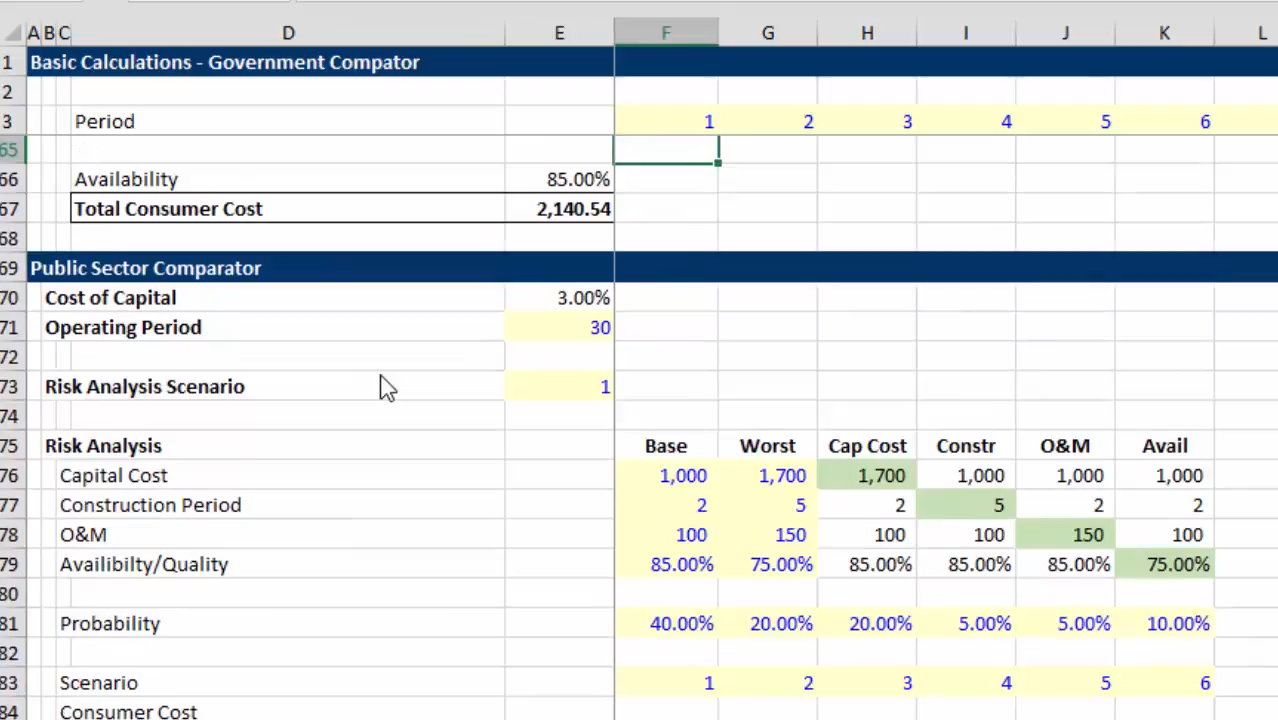 A B C D E F G H I J K L
1 Basic Calculations - Government Compator
2
3 Period 1 2 3 4 5 6
65
66 Availability 85.00%
67 Total Consumer Cost 2,140.54
68
69 Public Sector Comparator
70 Cost of Capital 3.00%
71 Operating Period 30
72
73 Risk Analysis Scenario 1
74
75 Risk Analysis Base Worst Cap Cost Constr O&M Avail
76 Capital Cost 1,000 1,700 1,700 1,000 1,000 1,000
77 Construction Period 2 5 2 5 2 2
78 O&M 100 150 100 100 150 100
79 Availibilty/Quality 85.00% 75.00% 85.00% 85.00% 85.00% 75.00%
80
81 Probability 40.00% 20.00% 20.00% 5.00% 5.00% 10.00%
82
83 Scenario 1 2 3 4 5 6
84 Consumer Cost